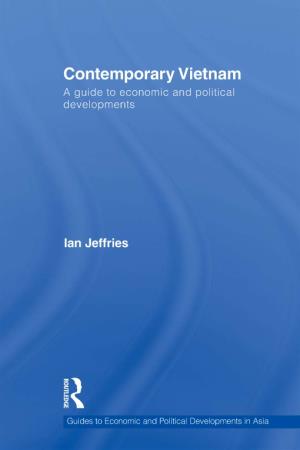 Contemporary Vietnam
A guide to economic and political
developments
Ian Jeffries
ROUTLEDGE
Guides to Economic and Political Developments in Asia